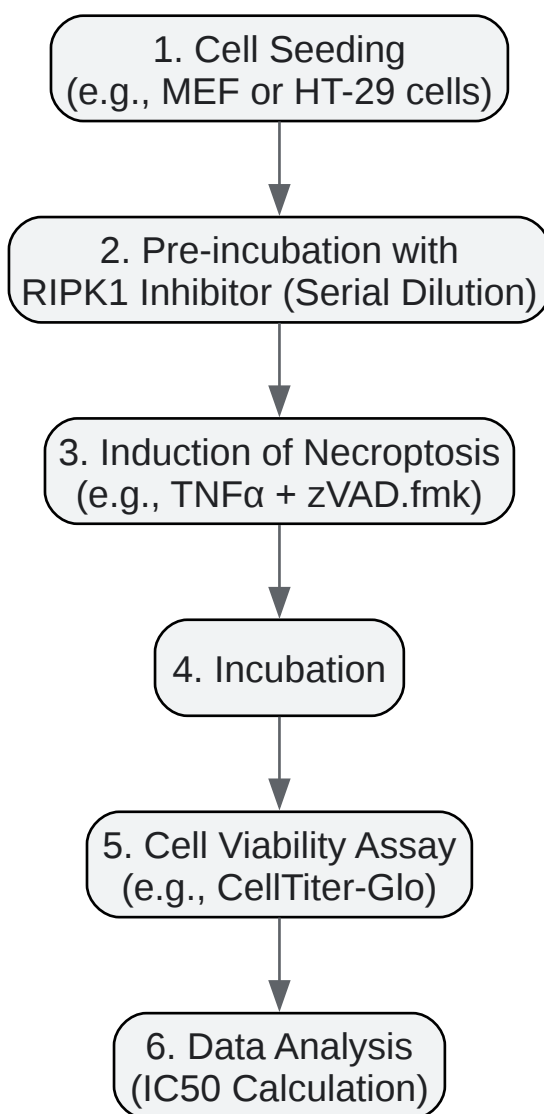 1. Cell Seeding
(e.g., MEF or HT-29 cells)
2. Pre-incubation with
RIPK1 Inhibitor (Serial Dilution)
3. Induction of Necroptosis
(e.g., TNFα + zVAD.fmk)
4. Incubation
5. Cell Viability Assay
(e.g., CellTiter-Glo)
6. Data Analysis
(IC50 Calculation)